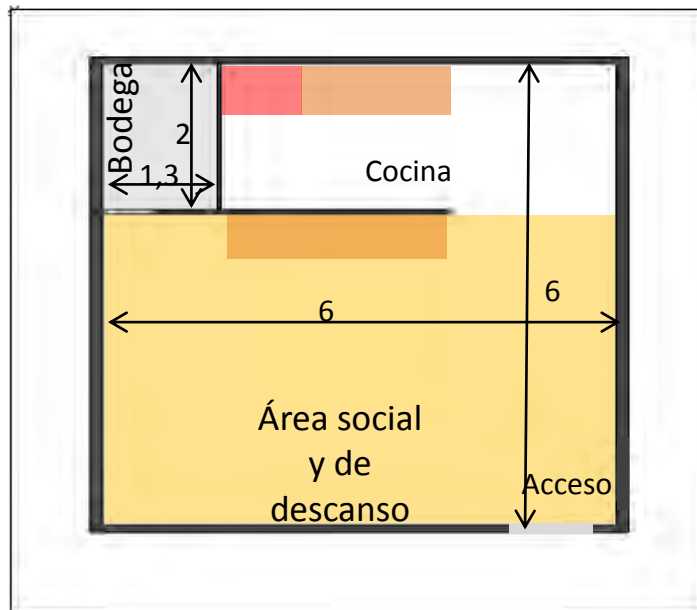 Bodega
2
1,3
Cocina
6
6
Área social
y de
descanso
Acceso